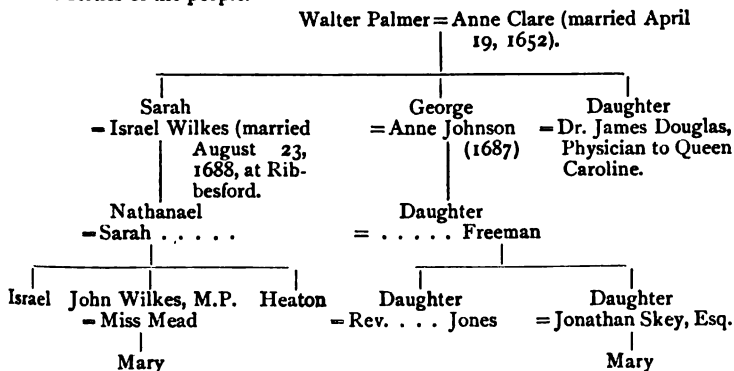 Walter Palmer = Anne Clare (married April
19, 1652).
Sarah George Daughter
= Israel Wilkes (married = Anne Johnson = Dr. James Douglas,
August 23, (1687) Physician to Queen
1688, at Rib- Caroline.
besford.
Nathanael Daughter
= Sarah . . . . . = . . . . . Freeman
Israel John Wilkes, M.P. Heaton Daughter Daughter
= Miss Mead = Rev. . . . Jones = Jonathan Skey, Esq.
Mary Mary